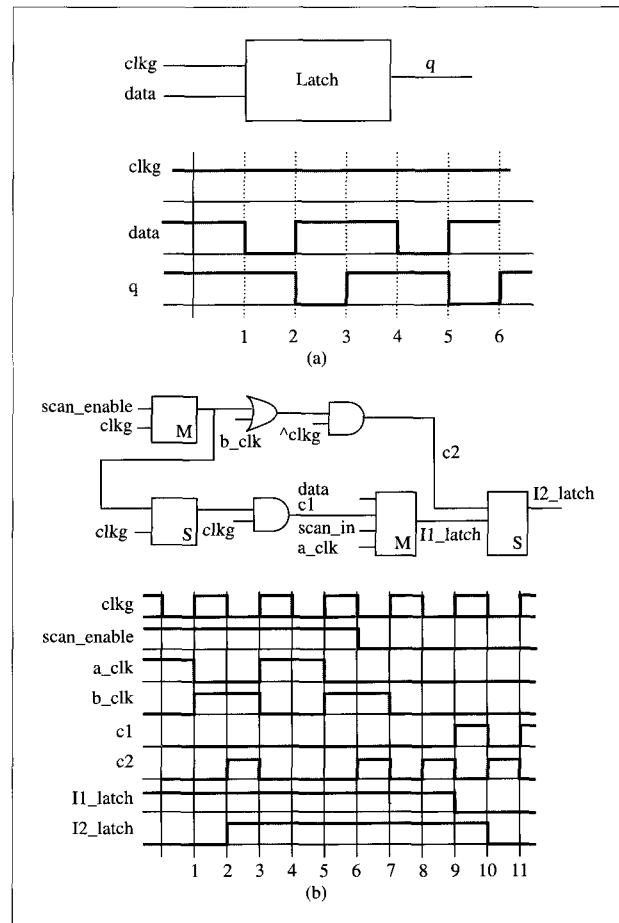 clkg
data
Latch
q
clkg
data
q
1 2 3 4 5 6
(a)
scan_enable
clkg
M
b_clk
^clkg
c2
clkg
S
clkg
data
c1
scan_in
a_clk
M
I1_latch
S
I2_latch
clkg
scan_enable
a_clk
b_clk
c1
c2
I1_latch
I2_latch
1 2 3 4 5 6 7 8 9 10 11
(b)